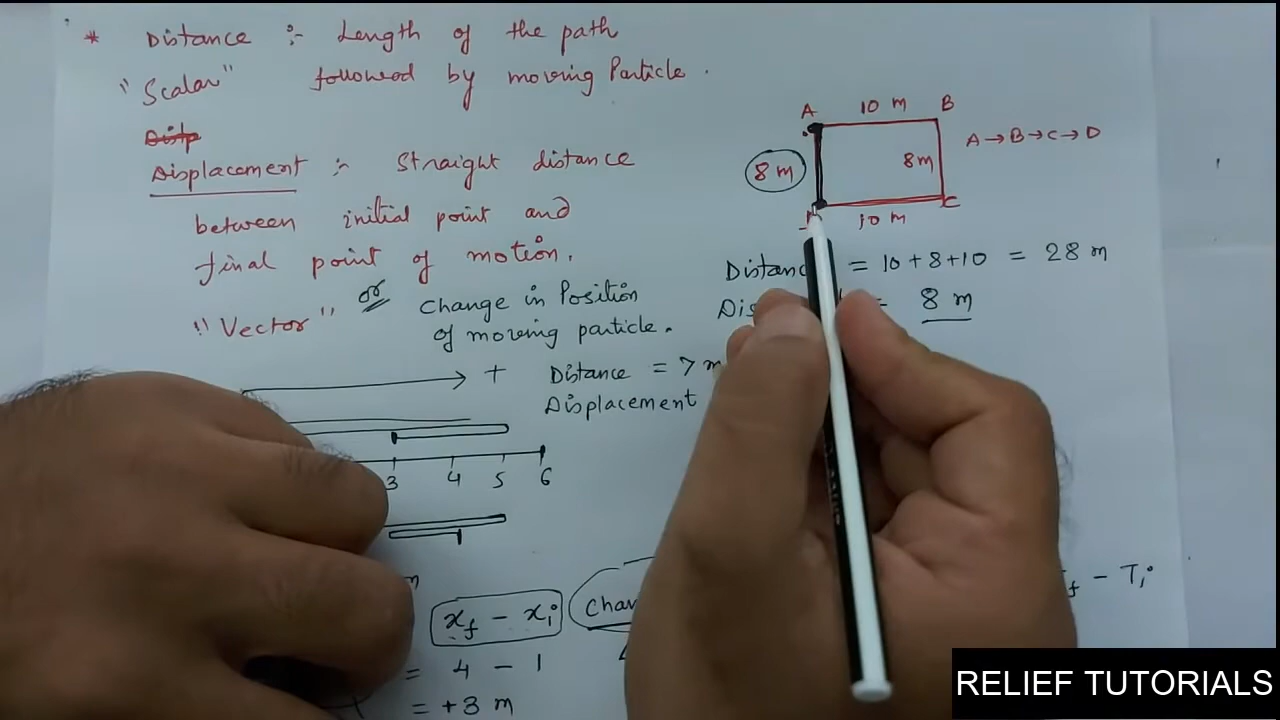 * Distance :- Length of the path
"Scalar" followed by moving Particle .
Displacement :- Straight distance
between initial point and
final point of motion.
"Vector" or Change in Position
of moving particle.
A 10 m B
8 m 8m A→B→C→D
C
10 m
= 10+8+10 = 28 m
= 8 m
+ Distance = 7 m
Displacement
3 4 5 6
m
xf - xi
f - Ti
= 4 - 1
= +3 m
RELIEF TUTORIALS